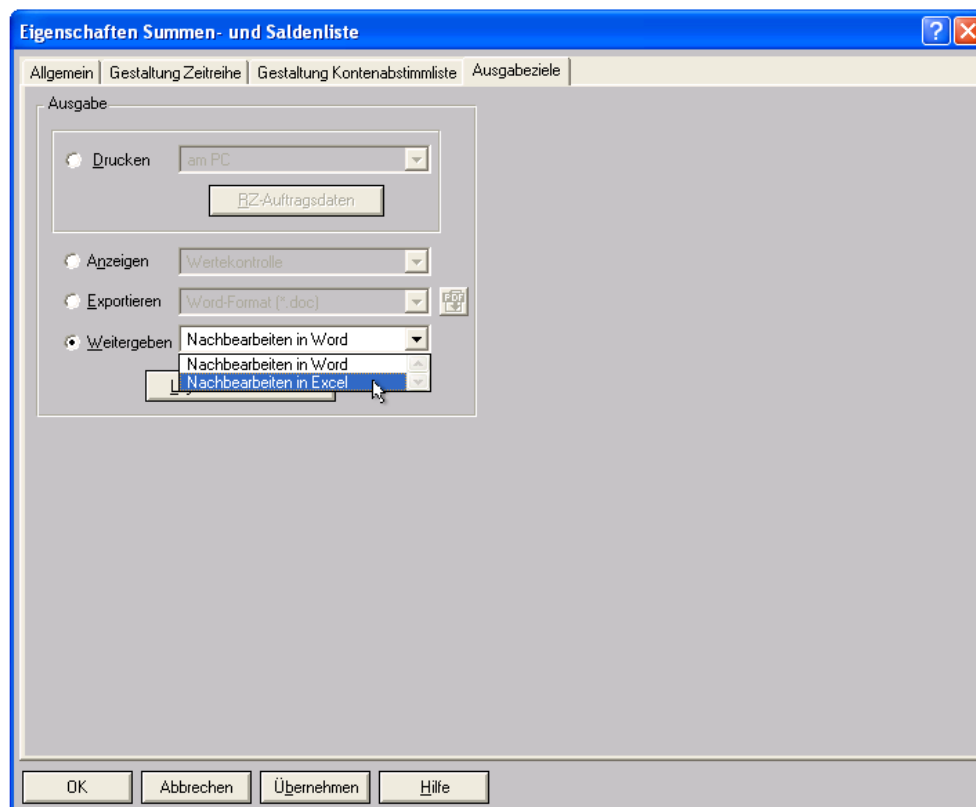 Eigenschaften Summen- und Saldenliste
Allgemein Gestaltung Zeitreihe Gestaltung Kontenabstimmliste Ausgabeziele
Ausgabe
Drucken am PC
RZ-Auftragsdaten
Anzeigen Wertekontrolle
Exportieren Word-Format (*.doc)
PDF
Weitergeben Nachbearbeiten in Word
Nachbearbeiten in Word
Nachbearbeiten in Excel
OK Abbrechen Übernehmen Hilfe